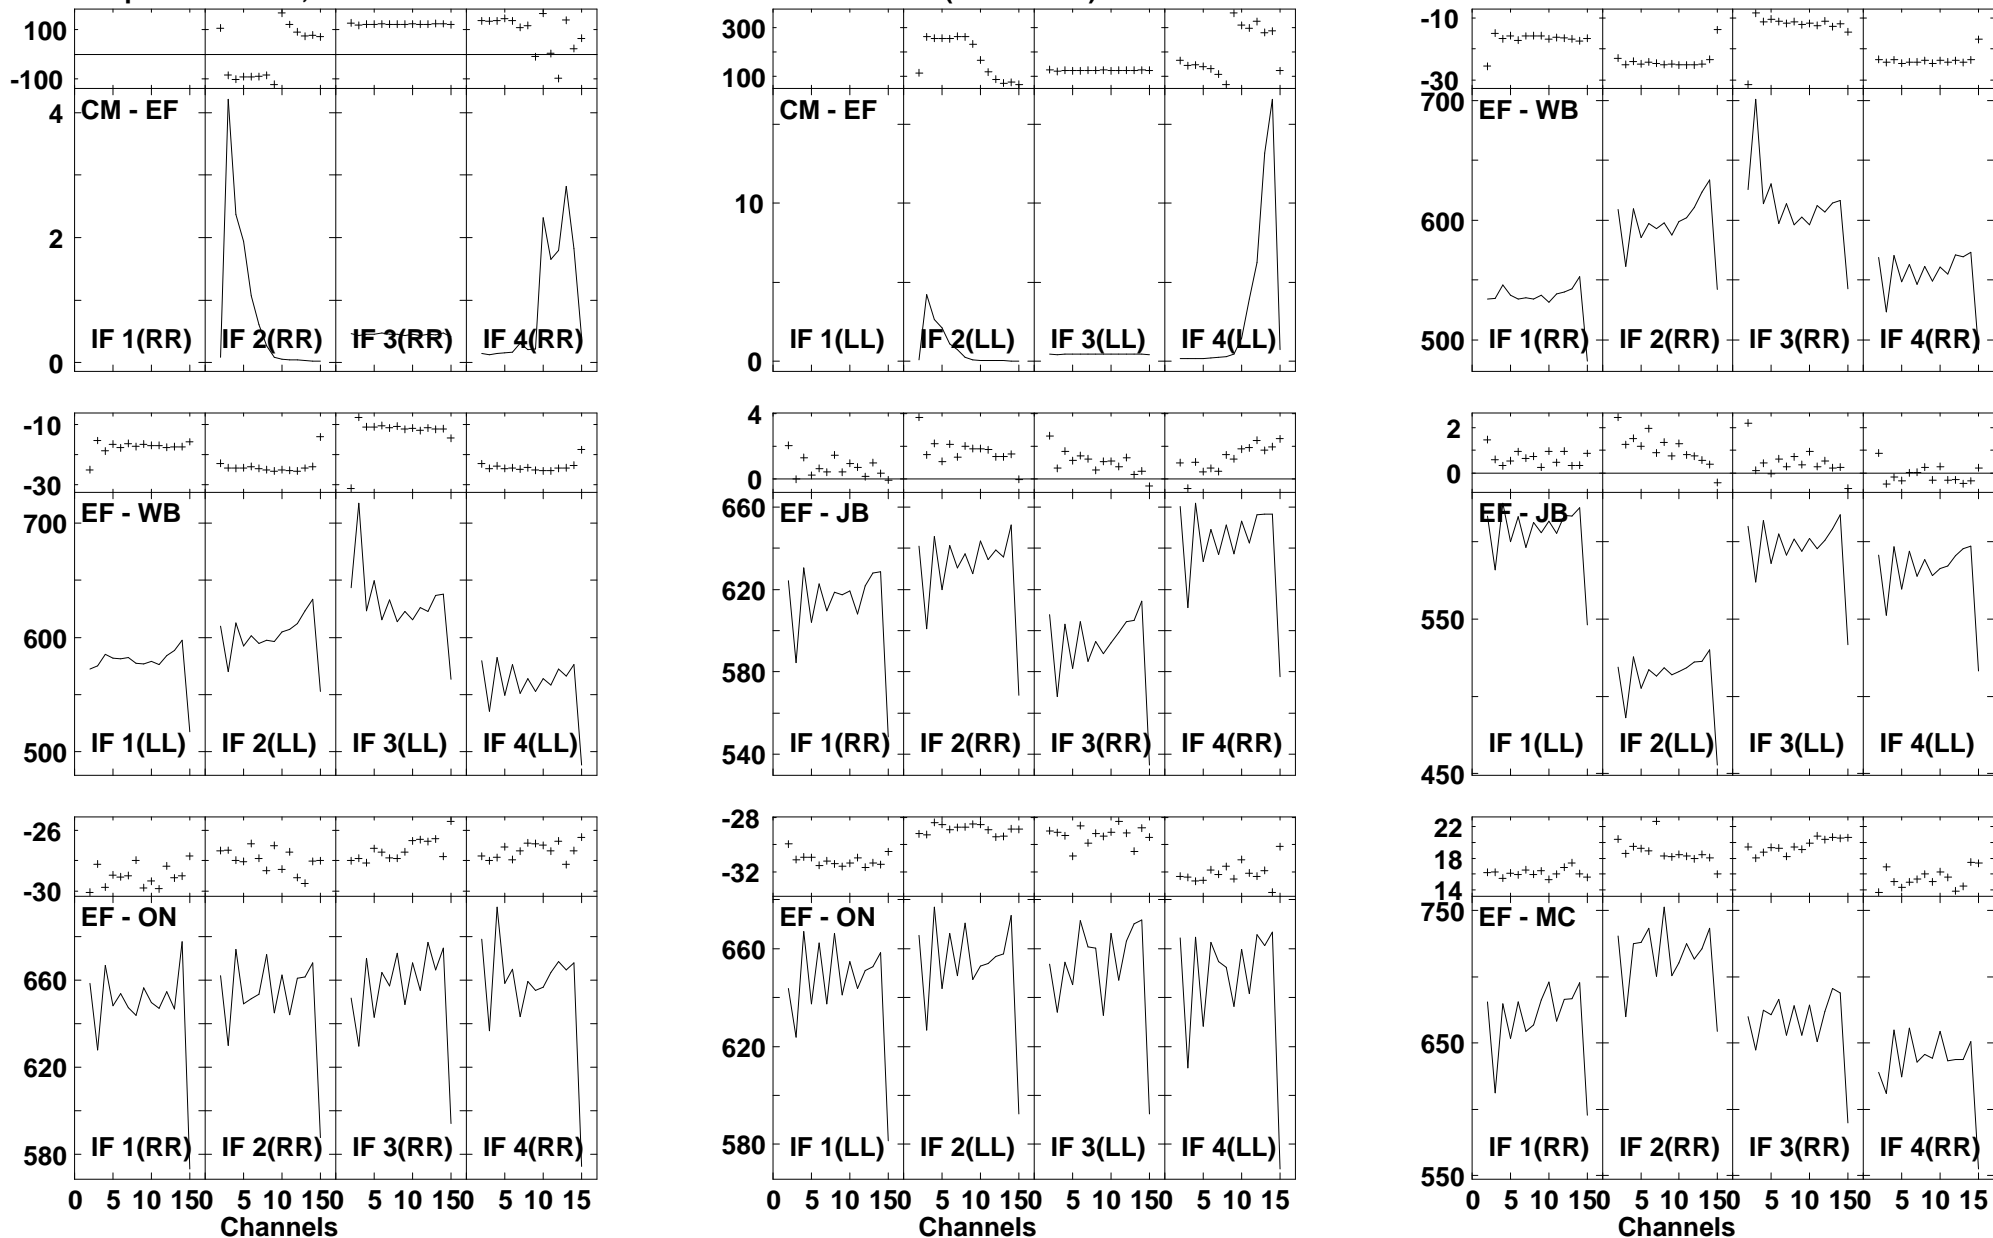 100
-100
CM - EF
4
2
0
IF 1(RR) IF 2(RR) IF 3(RR) IF 4(RR)
300
100
CM - EF
10
0
IF 1(LL) IF 2(LL) IF 3(LL) IF 4(LL)
-10
-30
700
EF - WB
600
500
IF 1(RR) IF 2(RR) IF 3(RR) IF 4(RR)
-10
-30
EF - WB
700
600
500
IF 1(LL) IF 2(LL) IF 3(LL) IF 4(LL)
4
0
660
EF - JB
620
580
540
IF 1(RR) IF 2(RR) IF 3(RR) IF 4(RR)
2
0
EF - JB
550
450
IF 1(LL) IF 2(LL) IF 3(LL) IF 4(LL)
-26
-30
EF - ON
660
620
580
IF 1(RR) IF 2(RR) IF 3(RR) IF 4(RR)
0 5 10 150 5 10 150 5 10 150 5 10 15
Channels
-28
-32
EF - ON
660
620
580
IF 1(LL) IF 2(LL) IF 3(LL) IF 4(LL)
0 5 10 150 5 10 150 5 10 150 5 10 15
Channels
22
18
14
750
EF - MC
650
550
IF 1(RR) IF 2(RR) IF 3(RR) IF 4(RR)
0 5 10 150 5 10 150 5 10 150 5 10 15
Channels